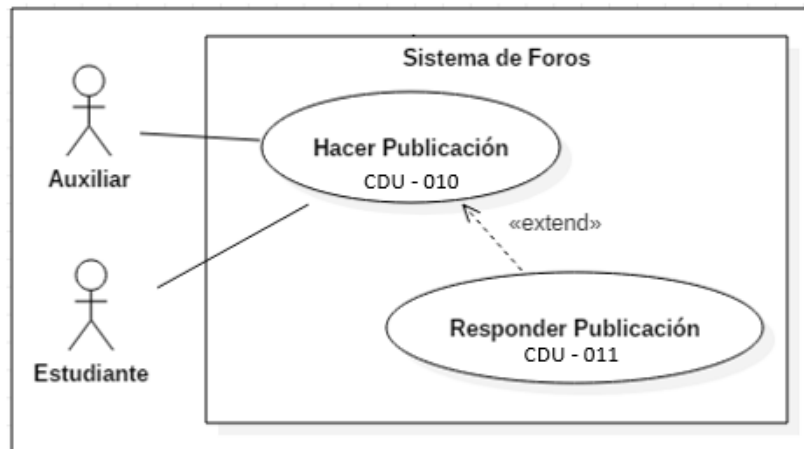 Sistema de Foros
Auxiliar
Hacer Publicación
CDU - 010
«extend»
Estudiante
Responder Publicación
CDU - 011